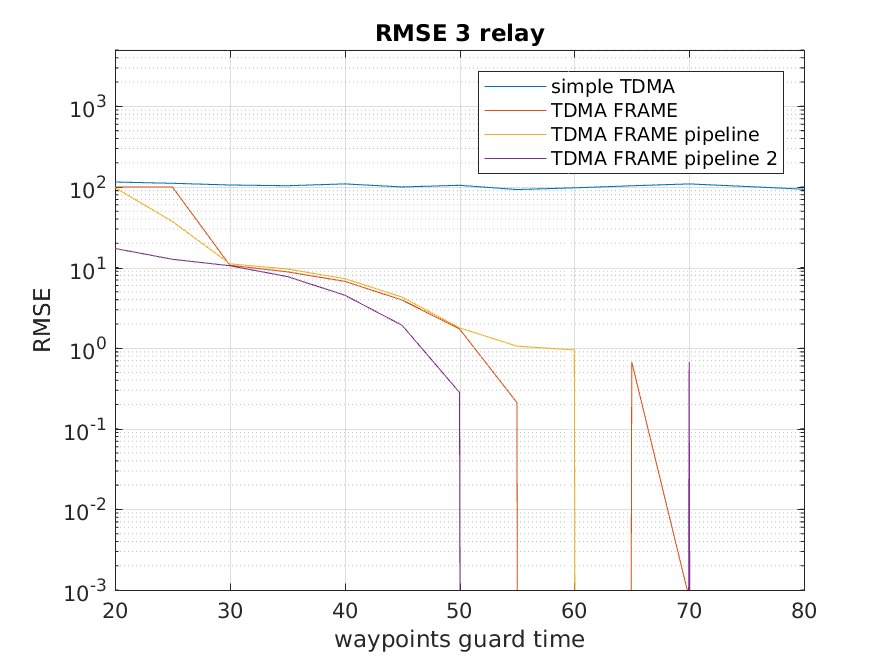 RMSE 3 relay
simple TDMA
TDMA FRAME
TDMA FRAME pipeline
TDMA FRAME pipeline 2
10^3
10^2
10^1
10^0
10^-1
10^-2
10^-3
RMSE
20 30 40 50 60 70 80
waypoints guard time